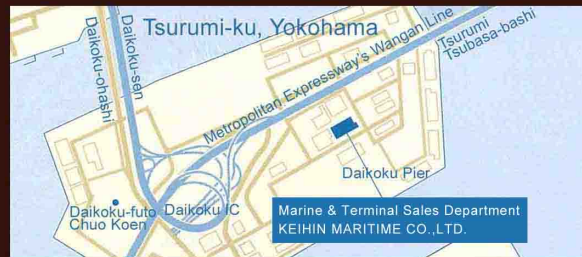 Tsurumi-ku, Yokohama
Daikoku-ohashi
Daikoku-sen
Metropolitan Expressway's Wangan Line
Tsurumi
Tsubasa-bashi
Daikoku Pier
Daikoku-futo
Chuo Koen
Daikoku IC
Marine & Terminal Sales Department
KEIHIN MARITIME CO.,LTD.